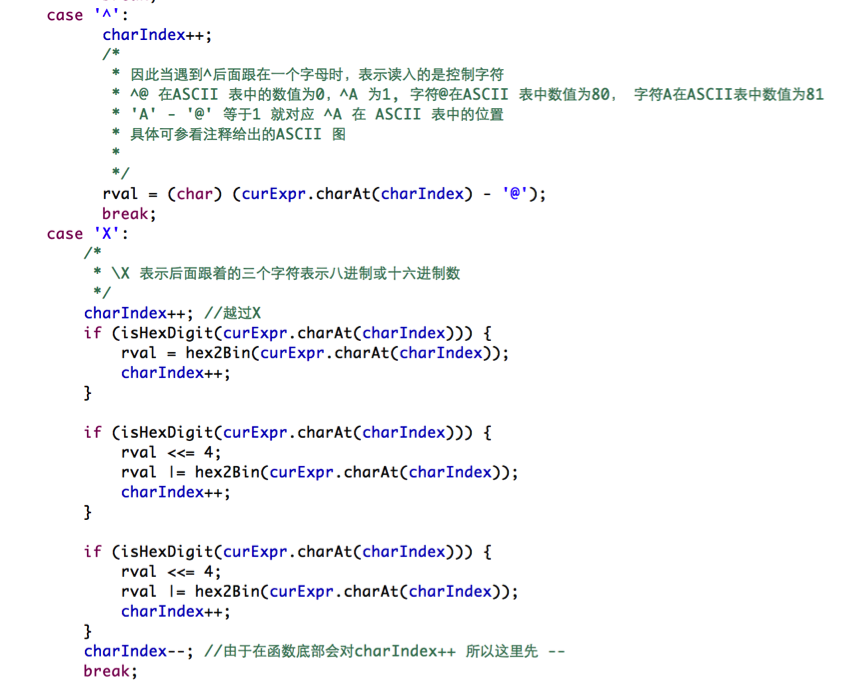 case '^':
charIndex++;
/*
* 因此当遇到^后面跟在一个字母时，表示读入的是控制字符
* ^@ 在ASCII 表中的数值为0，^A 为1, 字符@在ASCII 表中数值为80， 字符A在ASCII表中数值为81
* 'A' - '@' 等于1 就对应 ^A 在 ASCII 表中的位置
* 具体可参看注释给出的ASCII 图
*
*/
rval = (char) (curExpr.charAt(charIndex) - '@');
break;
case 'X':
/*
* \X 表示后面跟着的三个字符表示八进制或十六进制数
*/
charIndex++; //越过X
if (isHexDigit(curExpr.charAt(charIndex))) {
rval = hex2Bin(curExpr.charAt(charIndex));
charIndex++;
}
if (isHexDigit(curExpr.charAt(charIndex))) {
rval <<= 4;
rval |= hex2Bin(curExpr.charAt(charIndex));
charIndex++;
}
if (isHexDigit(curExpr.charAt(charIndex))) {
rval <<= 4;
rval |= hex2Bin(curExpr.charAt(charIndex));
charIndex++;
}
charIndex--; //由于在函数底部会对charIndex++ 所以这里先 --
break;